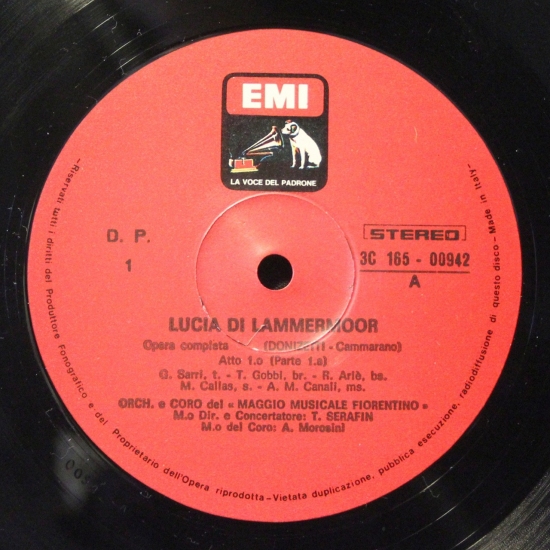 EMI
LA VOCE DEL PADRONE
D. P.
1
STEREO
3C 165 - 00942
A
LUCIA DI LAMMERMOOR
Opera completa (DONIZETTI - Cammarano)
Atto 1.o (Parte 1.a)
G. Sarri, t. - T. Gobbi, br. - R. Ariè, bs.
M. Callas, s. - A. M. Canali, ms.
ORCH. e CORO del « MAGGIO MUSICALE FIORENTINO »
M.o Dir. e Concertatore: T. SERAFIN
M.o del Coro: A. Morosini
-Riservati tutti i diritti del Produttore Fonografico e del Proprietario dell'Opera riprodotta - Vietata duplicazione, pubblica esecuzione, radiodiffusione di questo disco - Made in Italy-